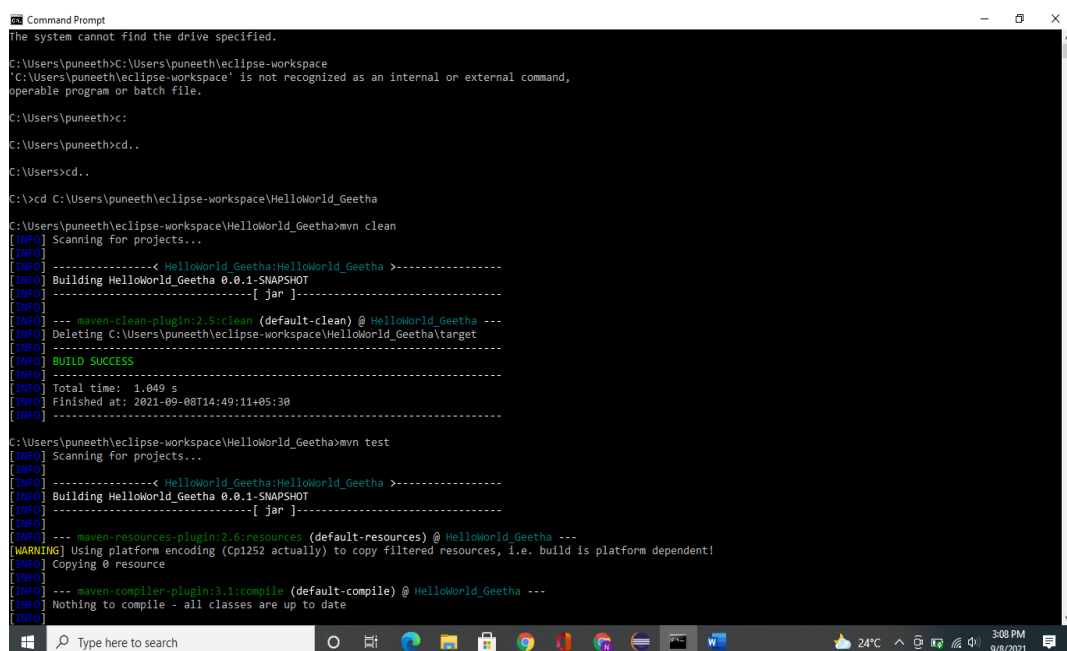 Command Prompt
The system cannot find the drive specified.
C:\Users\puneeth>C:\Users\puneeth\eclipse-workspace
'C:\Users\puneeth\eclipse-workspace' is not recognized as an internal or external command,
operable program or batch file.
C:\Users\puneeth>c:
C:\Users\puneeth>cd..
C:\Users>cd..
C:\>cd C:\Users\puneeth\eclipse-workspace\HelloWorld_Geetha
C:\Users\puneeth\eclipse-workspace\HelloWorld_Geetha>mvn clean
[INFO] Scanning for projects...
[INFO]
[INFO] ----------------< HelloWorld_Geetha:HelloWorld_Geetha >-----------------
[INFO] Building HelloWorld_Geetha 0.0.1-SNAPSHOT
[INFO] --------------------------------[ jar ]---------------------------------
[INFO]
[INFO] --- maven-clean-plugin:2.5:clean (default-clean) @ HelloWorld_Geetha ---
[INFO] Deleting C:\Users\puneeth\eclipse-workspace\HelloWorld_Geetha\target
[INFO] ------------------------------------------------------------------------
[INFO] BUILD SUCCESS
[INFO] ------------------------------------------------------------------------
[INFO] Total time:  1.049 s
[INFO] Finished at: 2021-09-08T14:49:11+05:30
[INFO] ------------------------------------------------------------------------
C:\Users\puneeth\eclipse-workspace\HelloWorld_Geetha>mvn test
[INFO] Scanning for projects...
[INFO]
[INFO] ----------------< HelloWorld_Geetha:HelloWorld_Geetha >-----------------
[INFO] Building HelloWorld_Geetha 0.0.1-SNAPSHOT
[INFO] --------------------------------[ jar ]---------------------------------
[INFO]
[INFO] --- maven-resources-plugin:2.6:resources (default-resources) @ HelloWorld_Geetha ---
[WARNING] Using platform encoding (Cp1252 actually) to copy filtered resources, i.e. build is platform dependent!
[INFO] Copying 0 resource
[INFO]
[INFO] --- maven-compiler-plugin:3.1:compile (default-compile) @ HelloWorld_Geetha ---
[INFO] Nothing to compile - all classes are up to date
[INFO]
Type here to search
24°C
3:08 PM
9/8/2021